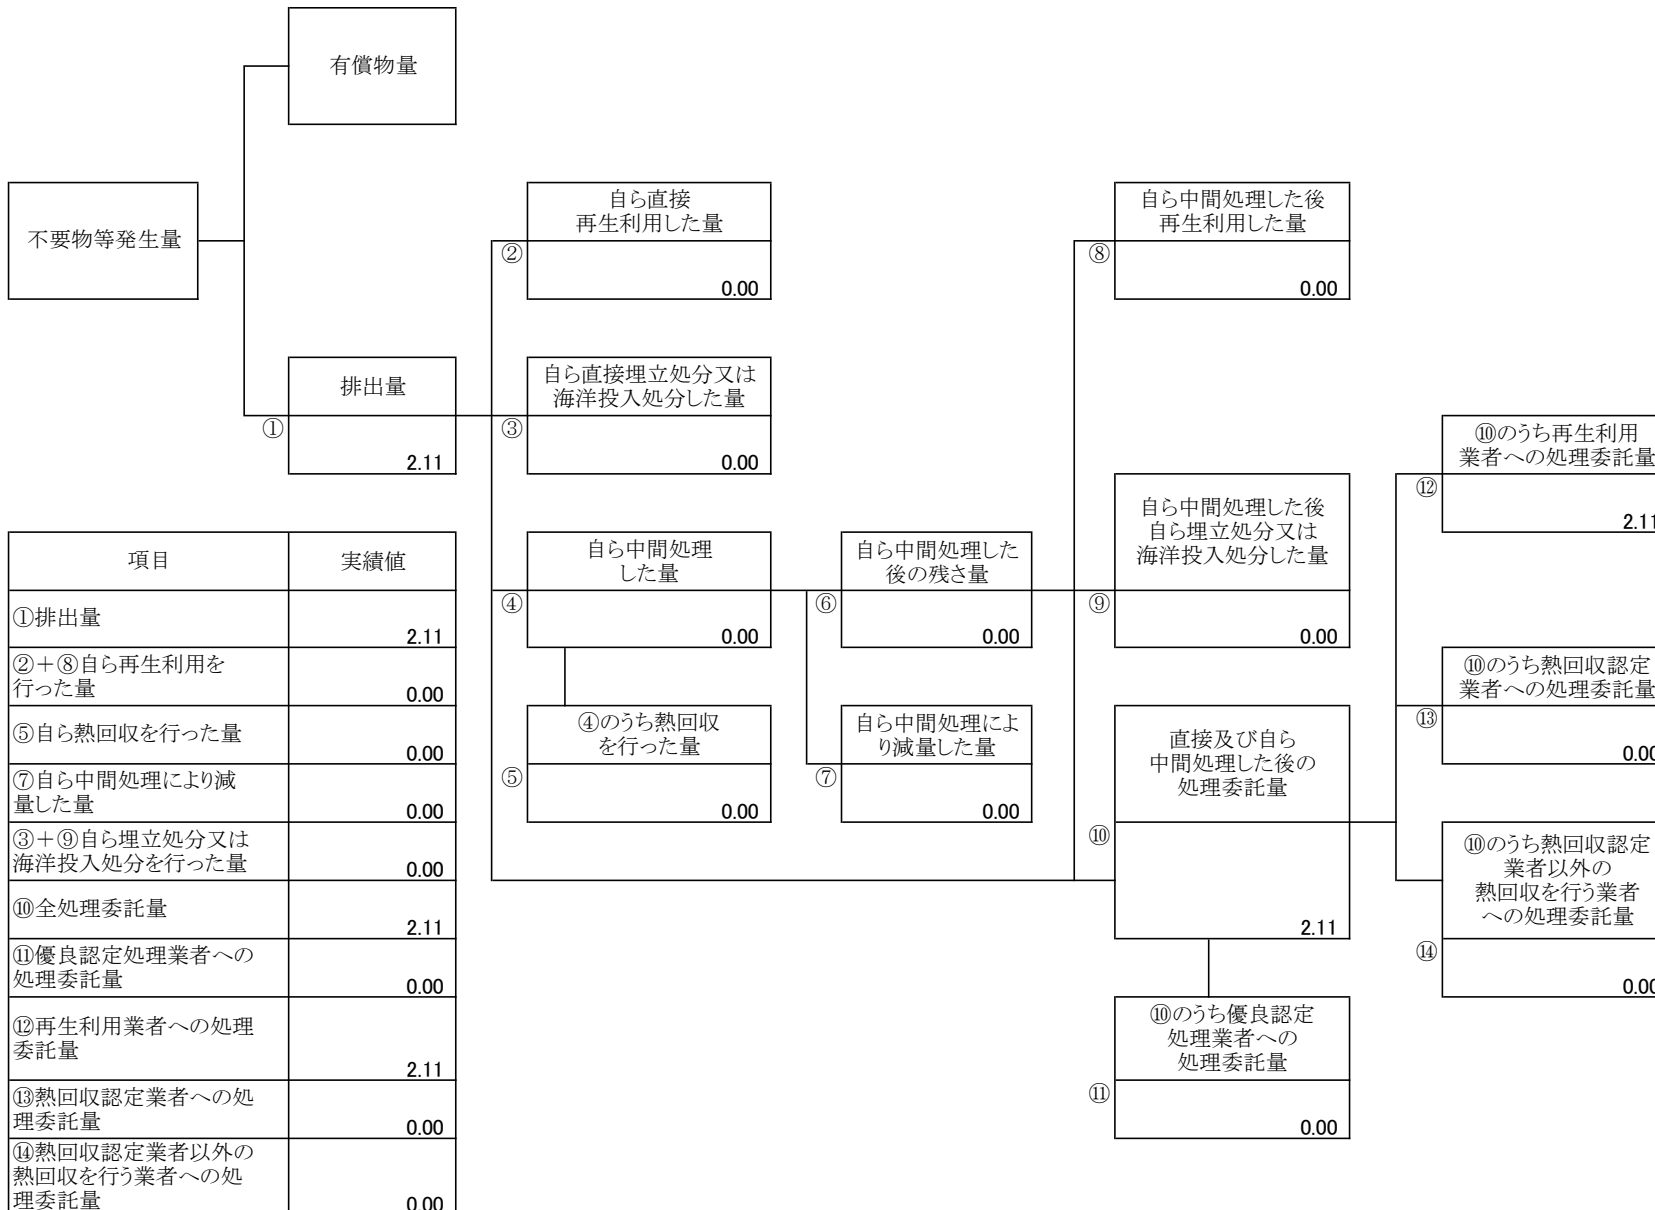 有償物量
不要物等発生量
自ら直接
再生利用した量
②
0.00
自ら中間処理した後
再生利用した量
⑧
0.00
排出量
①
2.11
自ら直接埋立処分又は
海洋投入処分した量
③
0.00
⑩のうち再生利用
業者への処理委託量
⑫
2.11
自ら中間処理
した量
④
0.00
自ら中間処理した
後の残さ量
⑥
0.00
自ら中間処理した後
自ら埋立処分又は
海洋投入処分した量
⑨
0.00
④のうち熱回収
を行った量
⑤
0.00
自ら中間処理によ
り減量した量
⑦
0.00
直接及び自ら
中間処理した後の
処理委託量
⑩
2.11
⑩のうち熱回収認定
業者への処理委託量
⑬
0.00
⑩のうち熱回収認定
業者以外の
熱回収を行う業者
への処理委託量
⑭
0.00
⑩のうち優良認定
処理業者への
処理委託量
⑪
0.00
項目 実績値
①排出量
2.11
②+⑧自ら再生利用を
行った量
0.00
⑤自ら熱回収を行った量
0.00
⑦自ら中間処理により減
量した量
0.00
③+⑨自ら埋立処分又は
海洋投入処分を行った量
0.00
⑩全処理委託量
2.11
⑪優良認定処理業者への
処理委託量
0.00
⑫再生利用業者への処理
委託量
2.11
⑬熱回収認定業者への処
理委託量
0.00
⑭熱回収認定業者以外の
熱回収を行う業者への処
理委託量
0.00